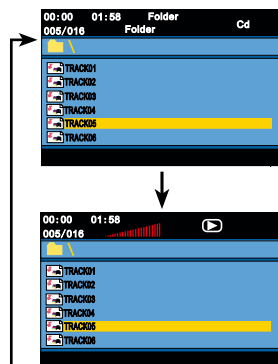 00:00 01:58 Folder Cd
005/016 Folder
\
TRACK01
TRACK02
TRACK03
TRACK04
TRACK05
TRACK06
00:00 01:58
005/016
\
TRACK01
TRACK02
TRACK03
TRACK04
TRACK05
TRACK06